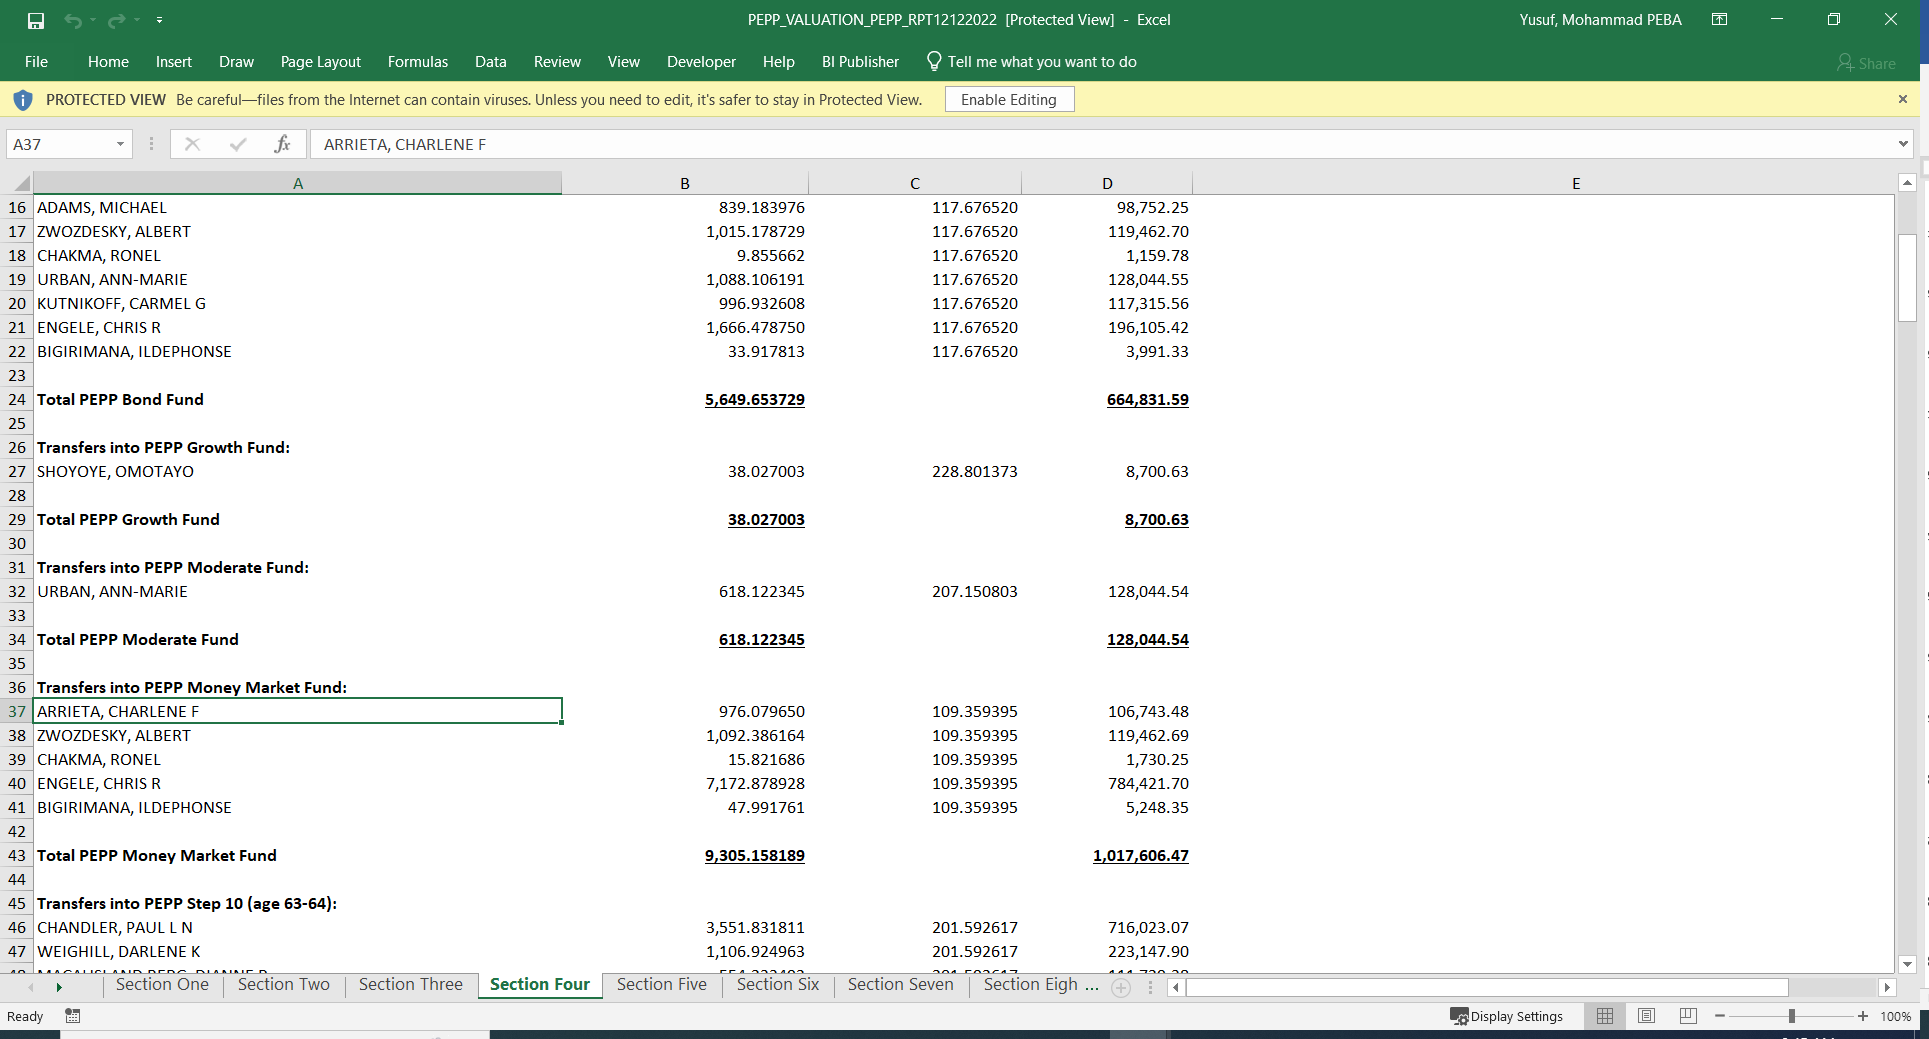 PEPP_VALUATION_PEPP_RPT12122022 [Protected View] - Excel
Yusuf, Mohammad PEBA
File Home Insert Draw Page Layout Formulas Data Review View Developer Help BI Publisher Tell me what you want to do Share
PROTECTED VIEW Be careful—files from the Internet can contain viruses. Unless you need to edit, it's safer to stay in Protected View. Enable Editing
A37 fx ARRIETA, CHARLENE F
A B C D E
16 ADAMS, MICHAEL 839.183976 117.676520 98,752.25
17 ZWOZDESKY, ALBERT 1,015.178729 117.676520 119,462.70
18 CHAKMA, RONEL 9.855662 117.676520 1,159.78
19 URBAN, ANN-MARIE 1,088.106191 117.676520 128,044.55
20 KUTNIKOFF, CARMEL G 996.932608 117.676520 117,315.56
21 ENGELE, CHRIS R 1,666.478750 117.676520 196,105.42
22 BIGIRIMANA, ILDEPHONSE 33.917813 117.676520 3,991.33
23
24 Total PEPP Bond Fund 5,649.653729 664,831.59
25
26 Transfers into PEPP Growth Fund:
27 SHOYOYE, OMOTAYO 38.027003 228.801373 8,700.63
28
29 Total PEPP Growth Fund 38.027003 8,700.63
30
31 Transfers into PEPP Moderate Fund:
32 URBAN, ANN-MARIE 618.122345 207.150803 128,044.54
33
34 Total PEPP Moderate Fund 618.122345 128,044.54
35
36 Transfers into PEPP Money Market Fund:
37 ARRIETA, CHARLENE F 976.079650 109.359395 106,743.48
38 ZWOZDESKY, ALBERT 1,092.386164 109.359395 119,462.69
39 CHAKMA, RONEL 15.821686 109.359395 1,730.25
40 ENGELE, CHRIS R 7,172.878928 109.359395 784,421.70
41 BIGIRIMANA, ILDEPHONSE 47.991761 109.359395 5,248.35
42
43 Total PEPP Money Market Fund 9,305.158189 1,017,606.47
44
45 Transfers into PEPP Step 10 (age 63-64):
46 CHANDLER, PAUL L N 3,551.831811 201.592617 716,023.07
47 WEIGHILL, DARLENE K 1,106.924963 201.592617 223,147.90
Section One Section Two Section Three Section Four Section Five Section Six Section Seven Section Eigh ...
Ready Display Settings 100%